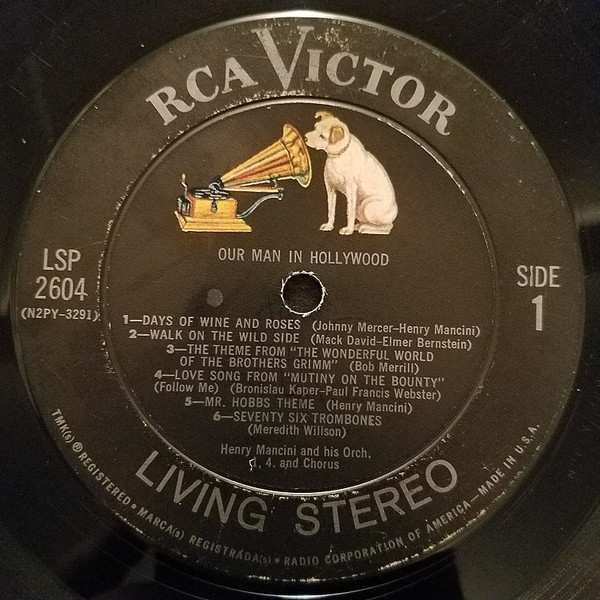 RCA VICTOR
OUR MAN IN HOLLYWOOD
LSP
2604
(N2PY-3291)
SIDE
1
1—DAYS OF WINE AND ROSES (Johnny Mercer-Henry Mancini)
2—WALK ON THE WILD SIDE (Mack David-Elmer Bernstein)
3—THE THEME FROM "THE WONDERFUL WORLD
OF THE BROTHERS GRIMM" (Bob Merrill)
4—LOVE SONG FROM "MUTINY ON THE BOUNTY"
(Follow Me) (Bronislau Kaper-Paul Francis Webster)
5—MR. HOBBS THEME (Henry Mancini)
6—SEVENTY SIX TROMBONES
(Meredith Willson)
Henry Mancini and his Orch.
1, 4. and Chorus
LIVING STEREO
TMK(s) ® REGISTERED • MARCA(s) REGISTRADA(s) • RADIO CORPORATION OF AMERICA—MADE IN U.S.A.